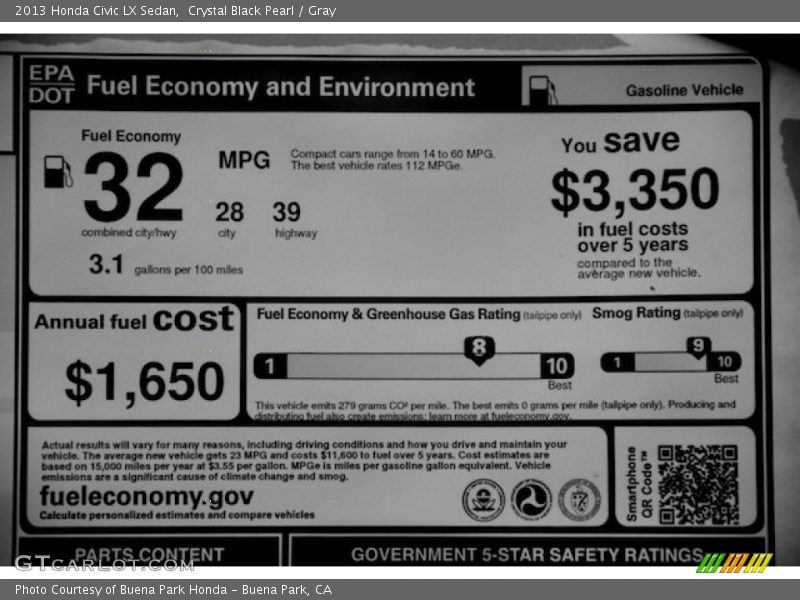 2013 Honda Civic LX Sedan,  Crystal Black Pearl / Gray
EPA
DOT
Fuel Economy and Environment
Gasoline Vehicle
Fuel Economy
32
MPG
Compact cars range from 14 to 60 MPG.
The best vehicle rates 112 MPGe.
28 39
combined city/hwy city highway
3.1 gallons per 100 miles
You save
$3,350
in fuel costs
over 5 years
compared to the
average new vehicle.
Annual fuel cost
$1,650
Fuel Economy & Greenhouse Gas Rating (tailpipe only)
1 8 10
Best
Smog Rating (tailpipe only)
1 9 10
Best
This vehicle emits 279 grams CO² per mile. The best emits 0 grams per mile (tailpipe only). Producing and
distributing fuel also create emissions; learn more at fueleconomy.gov.
Actual results will vary for many reasons, including driving conditions and how you drive and maintain your
vehicle. The average new vehicle gets 23 MPG and costs $11,600 to fuel over 5 years. Cost estimates are
based on 15,000 miles per year at $3.55 per gallon. MPGe is miles per gasoline gallon equivalent. Vehicle
emissions are a significant cause of climate change and smog.
fueleconomy.gov
Calculate personalized estimates and compare vehicles
Smartphone
QR Code™
PARTS CONTENT
GOVERNMENT 5-STAR SAFETY RATINGS
GTCARLOT.COM
Photo Courtesy of Buena Park Honda – Buena Park, CA